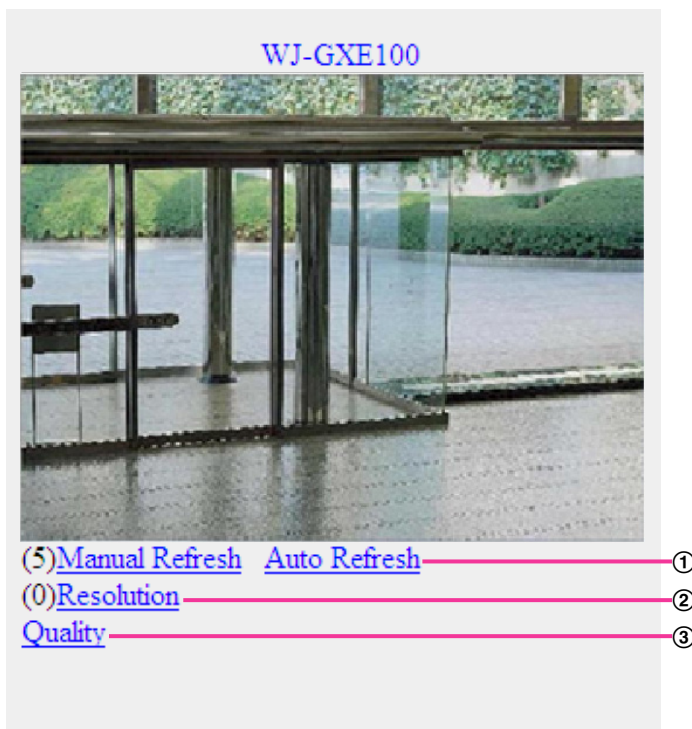 WJ-GXE100
(5)Manual Refresh Auto Refresh ①
(0)Resolution ②
Quality ③